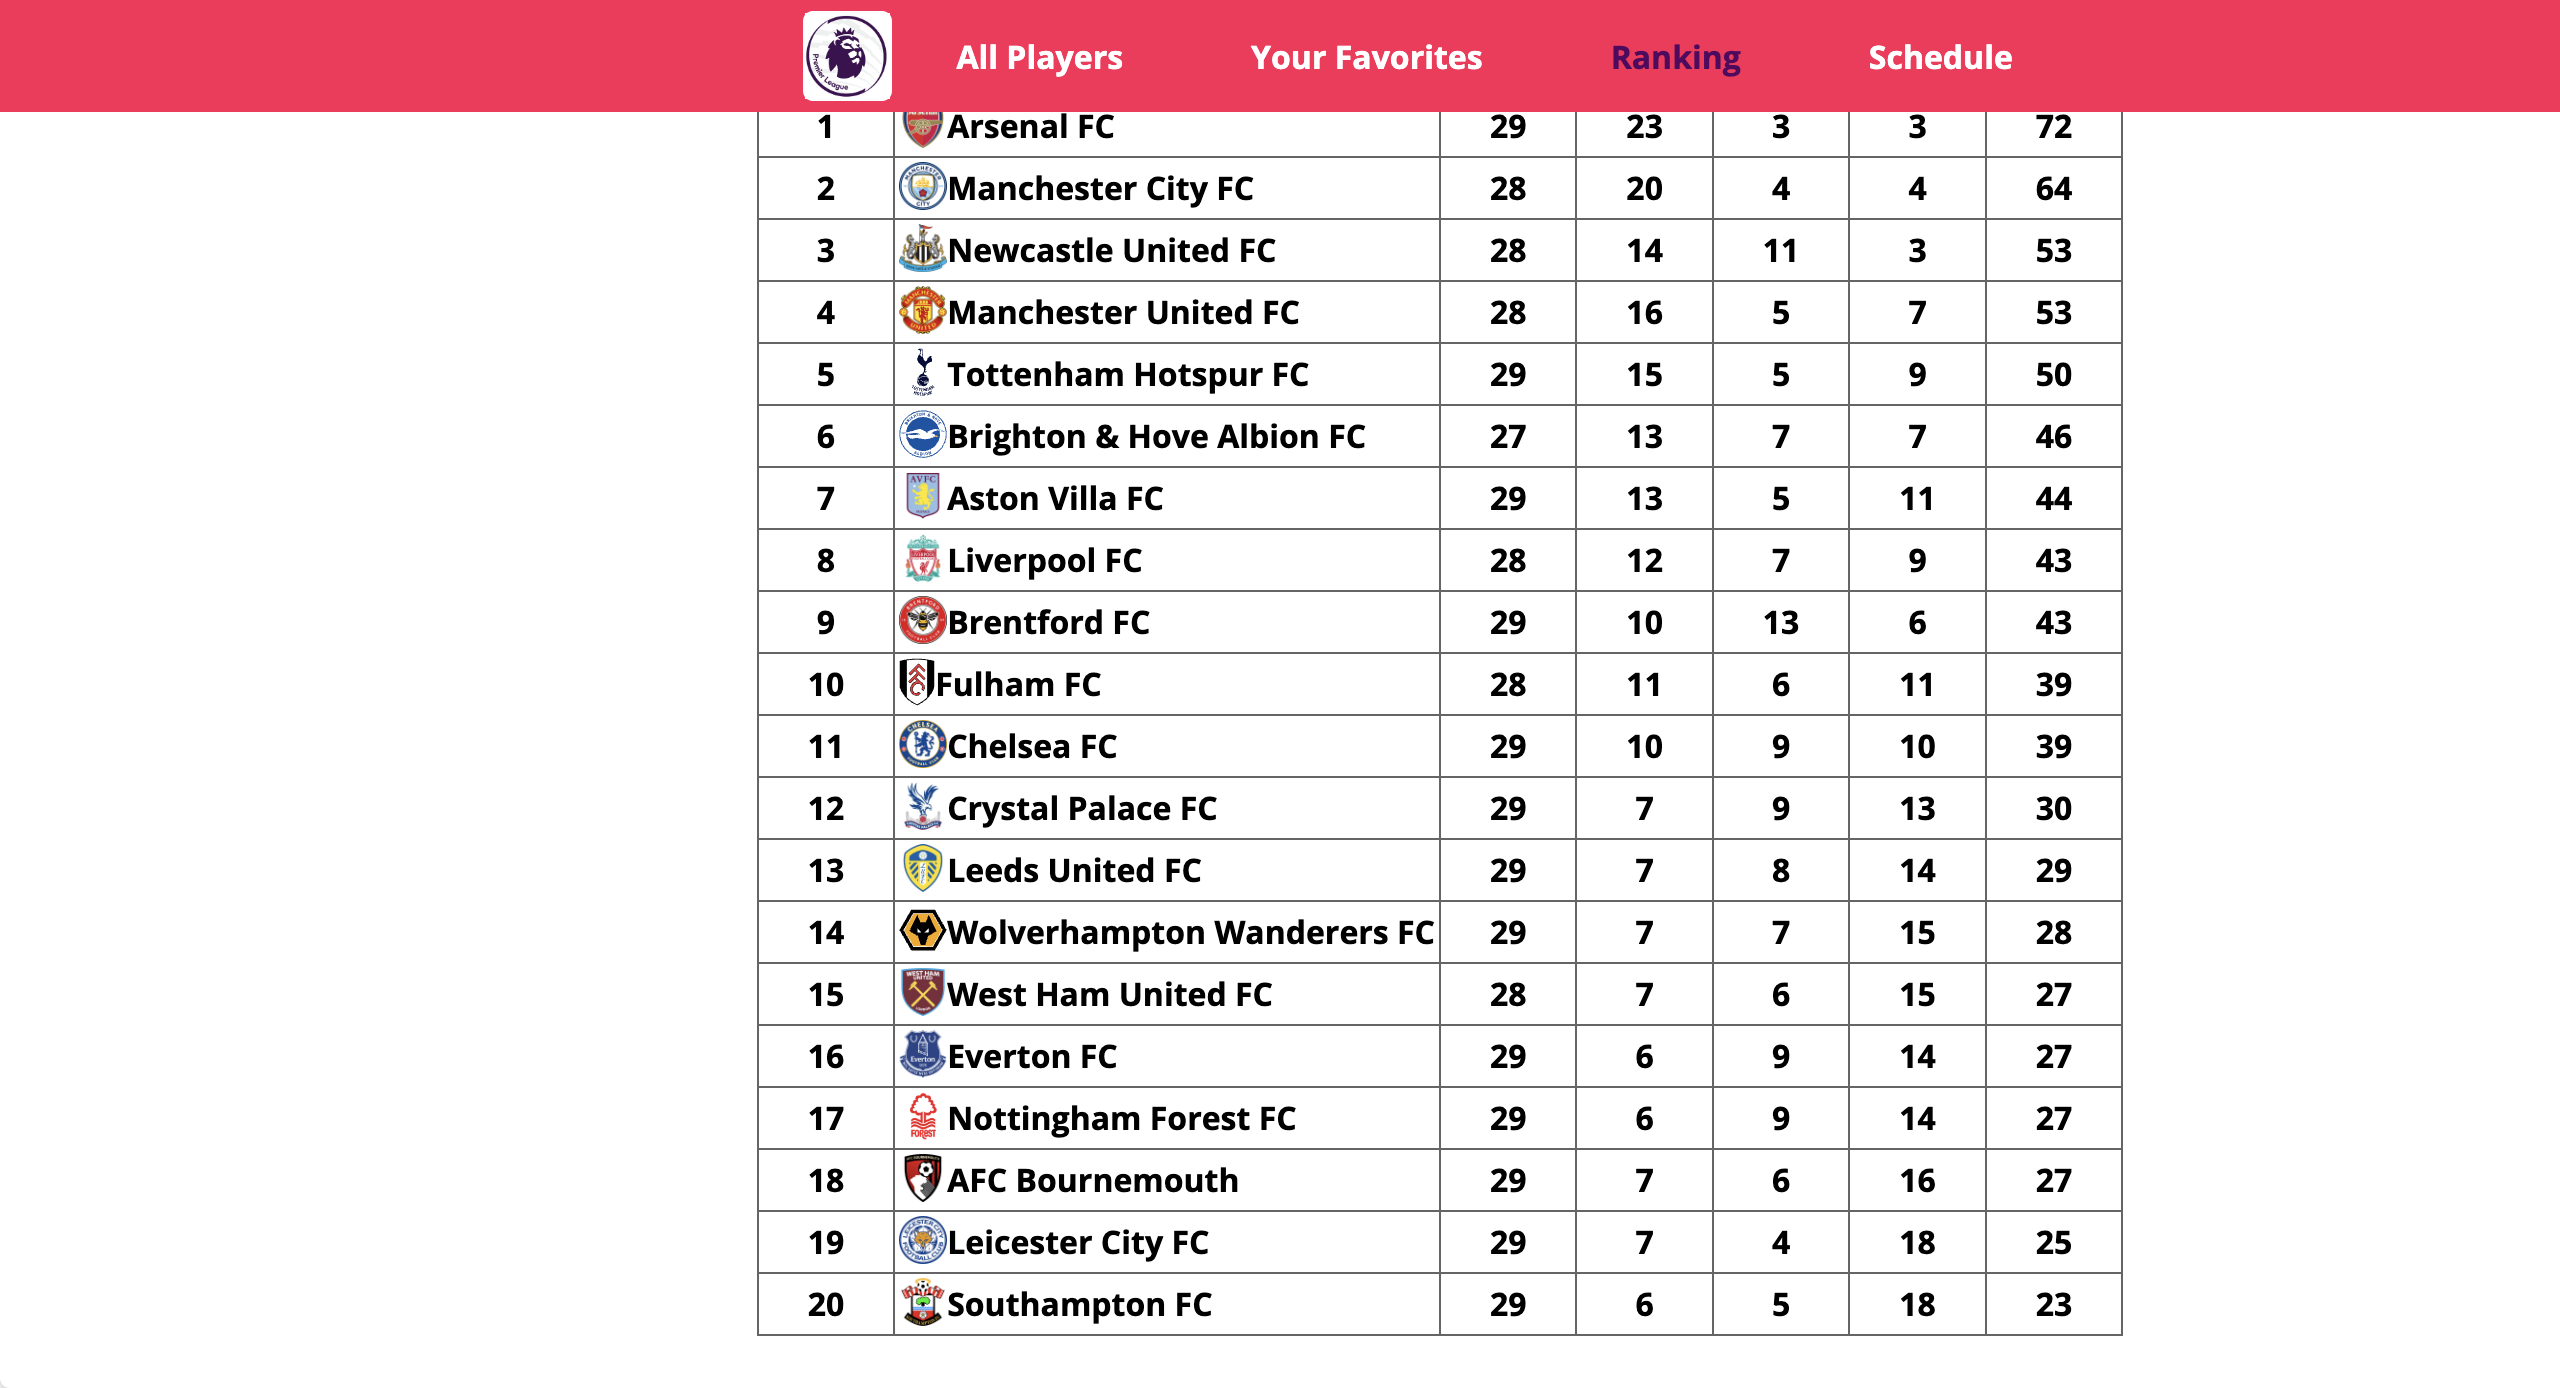 Premier League
All Players Your Favorites Ranking Schedule
1 Arsenal FC 29 23 3 3 72
2 Manchester City FC 28 20 4 4 64
3 Newcastle United FC 28 14 11 3 53
4 Manchester United FC 28 16 5 7 53
5 Tottenham Hotspur FC 29 15 5 9 50
6 Brighton & Hove Albion FC 27 13 7 7 46
7 AVFC Aston Villa FC 29 13 5 11 44
8 Liverpool FC 28 12 7 9 43
9 Brentford FC 29 10 13 6 43
10 Fulham FC 28 11 6 11 39
11 Chelsea FC 29 10 9 10 39
12 Crystal Palace FC 29 7 9 13 30
13 Leeds United FC 29 7 8 14 29
14 Wolverhampton Wanderers FC 29 7 7 15 28
15 West Ham United FC 28 7 6 15 27
16 Everton Everton FC 29 6 9 14 27
17 FOREST Nottingham Forest FC 29 6 9 14 27
18 AFC Bournemouth 29 7 6 16 27
19 Leicester City FC 29 7 4 18 25
20 Southampton FC 29 6 5 18 23